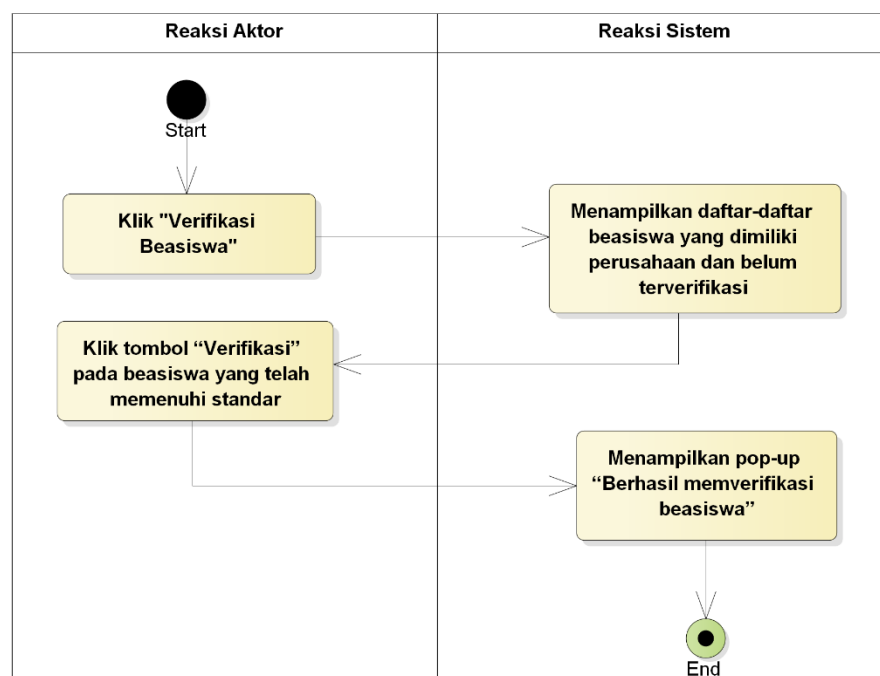 Reaksi Aktor
Reaksi Sistem
Start
Klik "Verifikasi
Beasiswa"
Menampilkan daftar-daftar
beasiswa yang dimiliki
perusahaan dan belum
terverifikasi
Klik tombol “Verifikasi”
pada beasiswa yang telah
memenuhi standar
Menampilkan pop-up
“Berhasil memverifikasi
beasiswa”
End